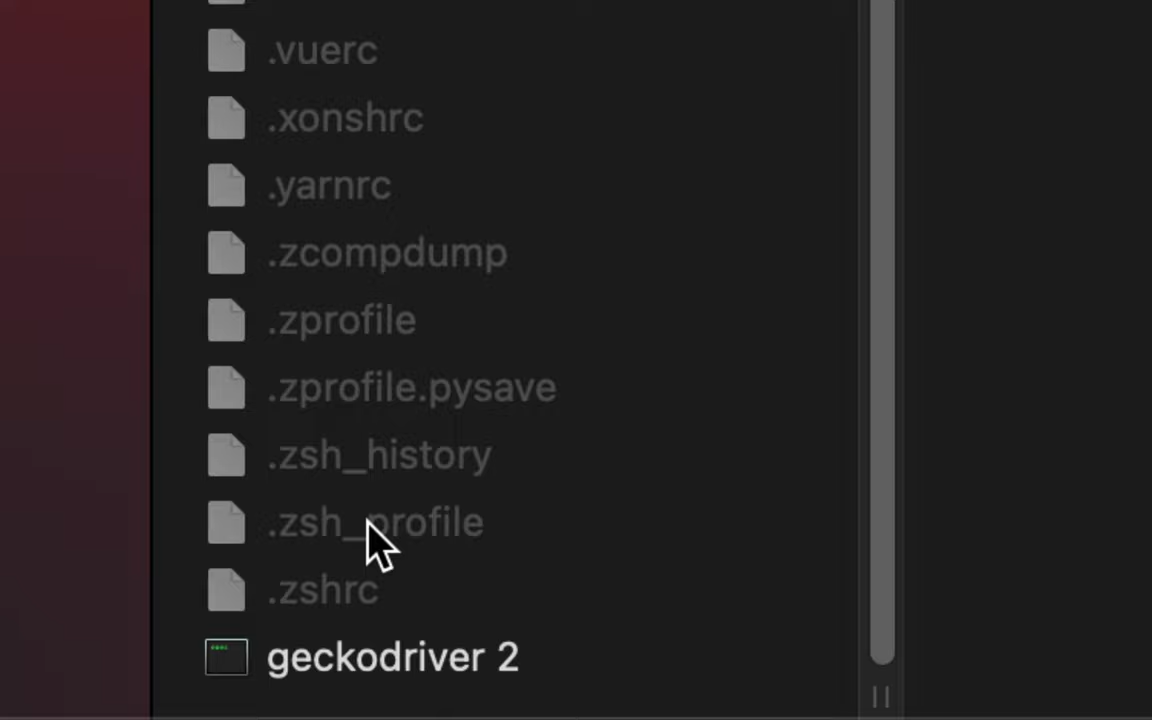 .vuerc
.xonshrc
.yarnrc
.zcompdump
.zprofile
.zprofile.pysave
.zsh_history
.zsh_profile
.zshrc
geckodriver 2